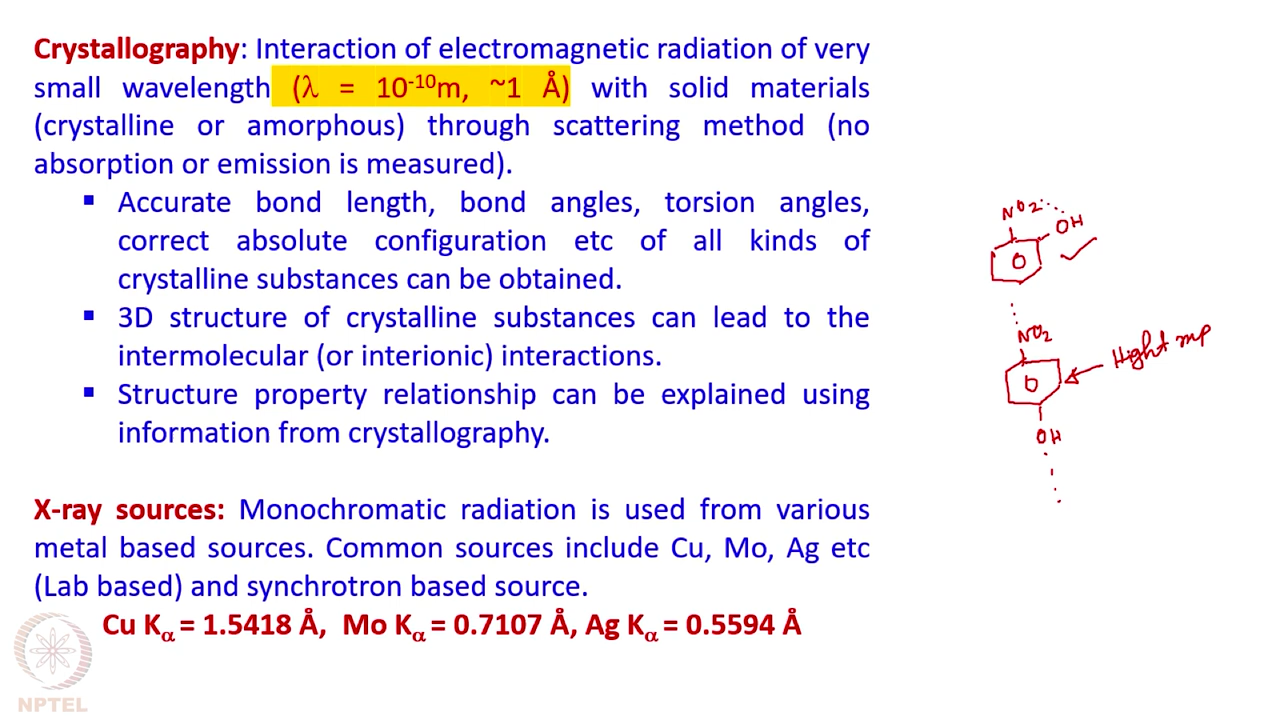 Crystallography: Interaction of electromagnetic radiation of very
small wavelength (λ = 10⁻¹⁰m, ~1 Å) with solid materials
(crystalline or amorphous) through scattering method (no
absorption or emission is measured).
▪ Accurate bond length, bond angles, torsion angles,
correct absolute configuration etc of all kinds of
crystalline substances can be obtained.
▪ 3D structure of crystalline substances can lead to the
intermolecular (or interionic) interactions.
▪ Structure property relationship can be explained using
information from crystallography.
X-ray sources: Monochromatic radiation is used from various
metal based sources. Common sources include Cu, Mo, Ag etc
(Lab based) and synchrotron based source.
Cu Kα = 1.5418 Å, Mo Kα = 0.7107 Å, Ag Kα = 0.5594 Å
NO2
OH
NO2
Hight mp
OH
NPTEL